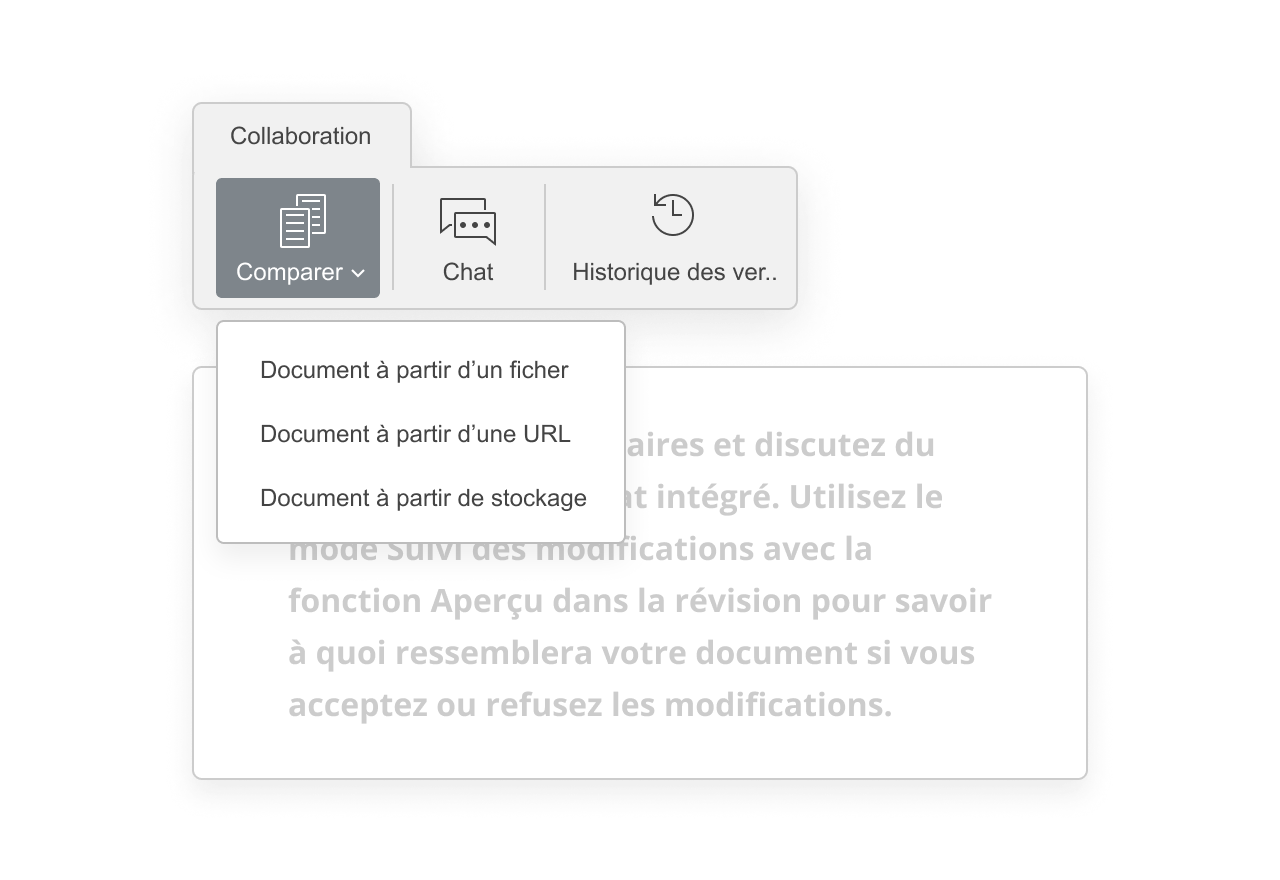 Collaboration
Comparer
Chat
Historique des ver..
Document à partir d’un ficher
Document à partir d’une URL
Document à partir de stockage
aires et discutez du
at intégré. Utilisez le
mode Suivi des modifications avec la
fonction Aperçu dans la révision pour savoir
à quoi ressemblera votre document si vous
acceptez ou refusez les modifications.